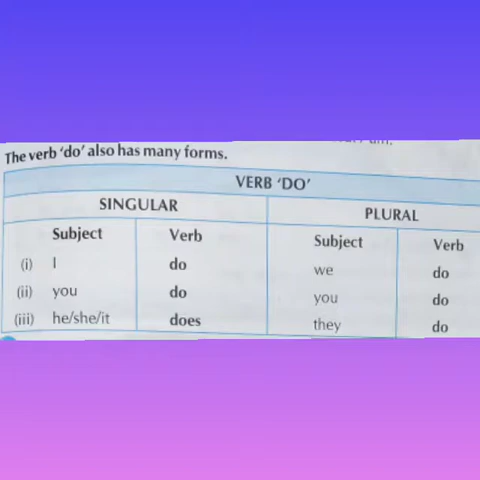 The verb 'do' also has many forms.
VERB 'DO'
SINGULAR PLURAL
Subject Verb Subject Verb
(i) I do we do
(ii) you do you do
(iii) he/she/it does they do